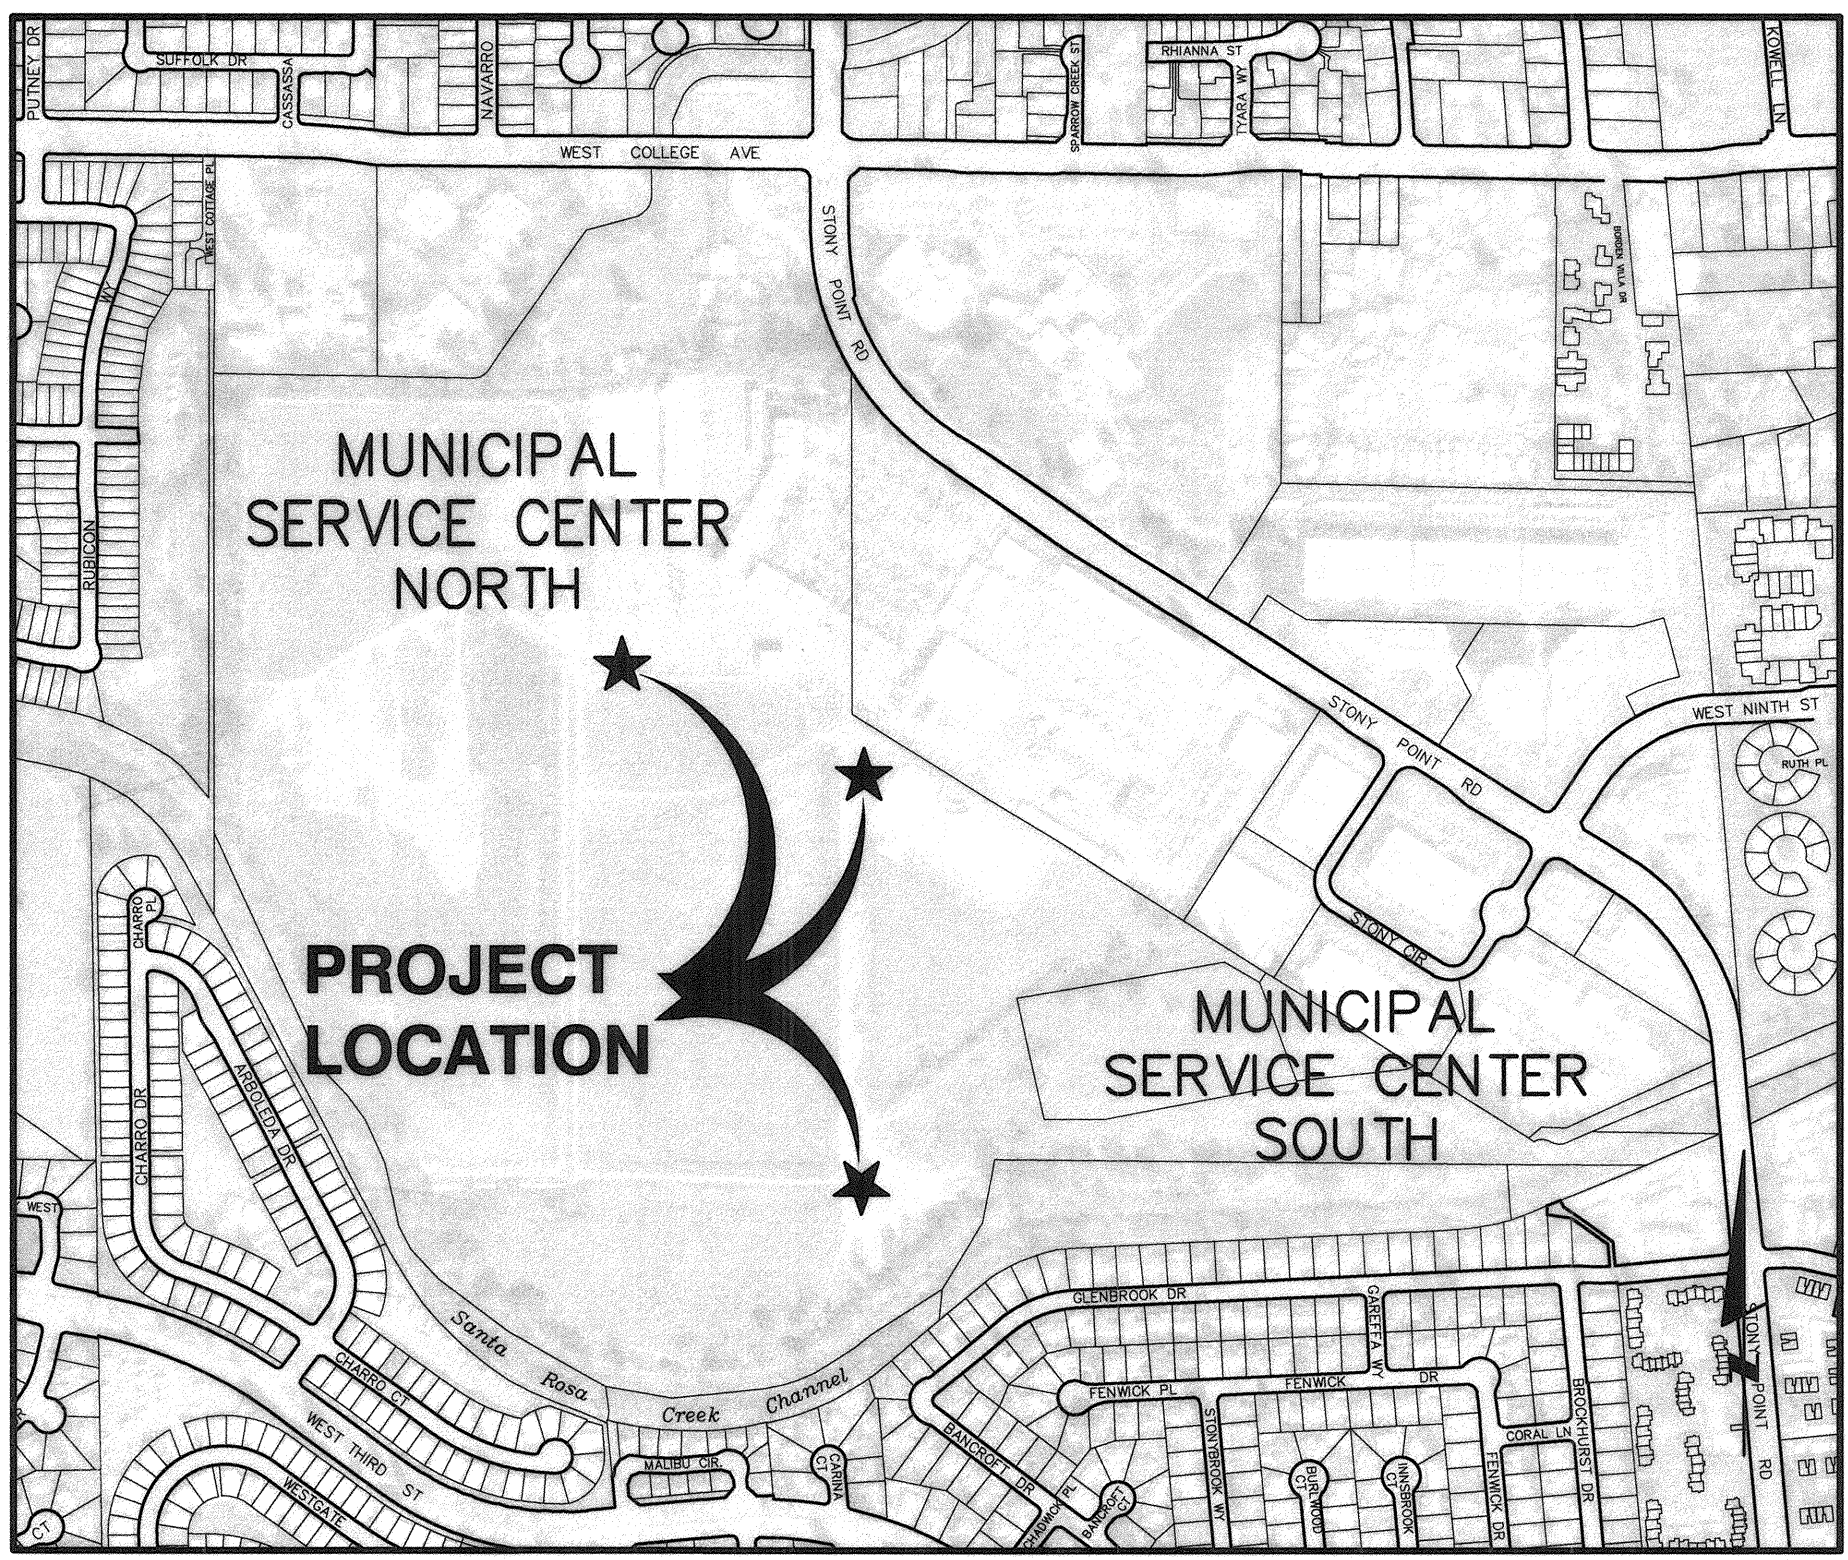 PUTNEY DR
SUFFOLK DR
CASSASSA
NAVARRO
SPARROW CREEK ST
RHIANNA ST
TYARA WY
KOWELL LN
WEST COLLEGE AVE
WEST COTTAGE PL
STONY POINT RD
BORDEN VILLA DR
WY
RUBICON
MUNICIPAL
SERVICE CENTER
NORTH
STONY POINT RD
WEST NINTH ST
RUTH PL
CHARRO PL
STONY CIR
PROJECT
LOCATION
MUNICIPAL
SERVICE CENTER
SOUTH
CHARRO DR
ARBOLEDA DR
WEST
Santa Rosa Creek Channel
GLENBROOK DR
GAREFFA WY
STONY POINT RD
CHARRO CT
FENWICK PL
FENWICK DR
BROCKHURST DR
WEST THIRD ST
BANCROFT DR
STONYBROOK WY
CORAL LN
MALIBU CIR.
CARINA CT
FENWICK DR
WESTGATE
CHADWICK PL
BANCROFT CT
BURLWOOD CT
INNSBROOK CT
CT